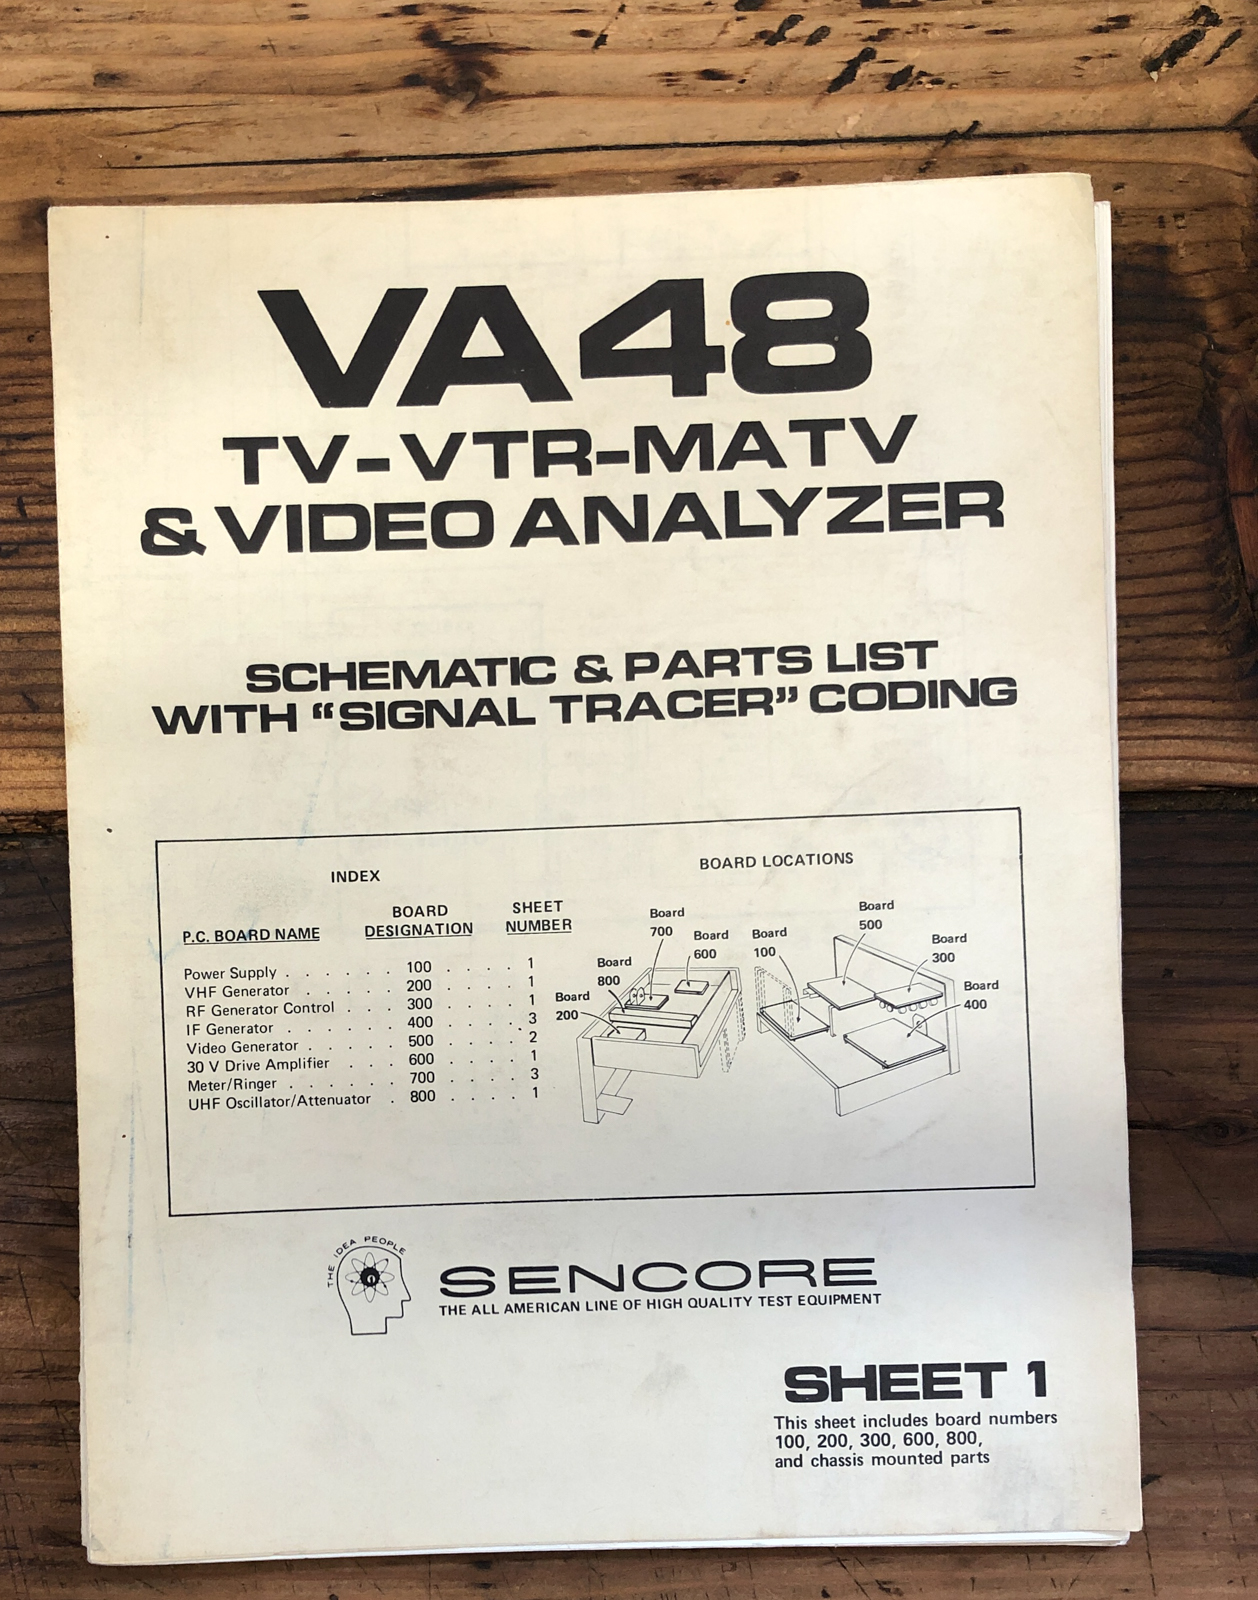 VA48
TV-VTR-MATV
& VIDEO ANALYZER
SCHEMATIC & PARTS LIST
WITH “SIGNAL TRACER” CODING
INDEX
P.C. BOARD NAME BOARD DESIGNATION SHEET NUMBER
Power Supply . . . . . . 100 . . . . 1
VHF Generator . . . . . 200 . . . . 1
RF Generator Control . . . 300 . . . . 1
IF Generator . . . . . . 400 . . . . 3
Video Generator . . . . . 500 . . . . 2
30 V Drive Amplifier . . . 600 . . . . 1
Meter/Ringer . . . . . . 700 . . . . 3
UHF Oscillator/Attenuator . 800 . . . . 1
BOARD LOCATIONS
Board
700
Board
600
Board
800
Board
200
Board
100
Board
500
Board
300
Board
400
THE IDEA PEOPLE
SENCORE
THE ALL AMERICAN LINE OF HIGH QUALITY TEST EQUIPMENT
SHEET 1
This sheet includes board numbers
100, 200, 300, 600, 800,
and chassis mounted parts